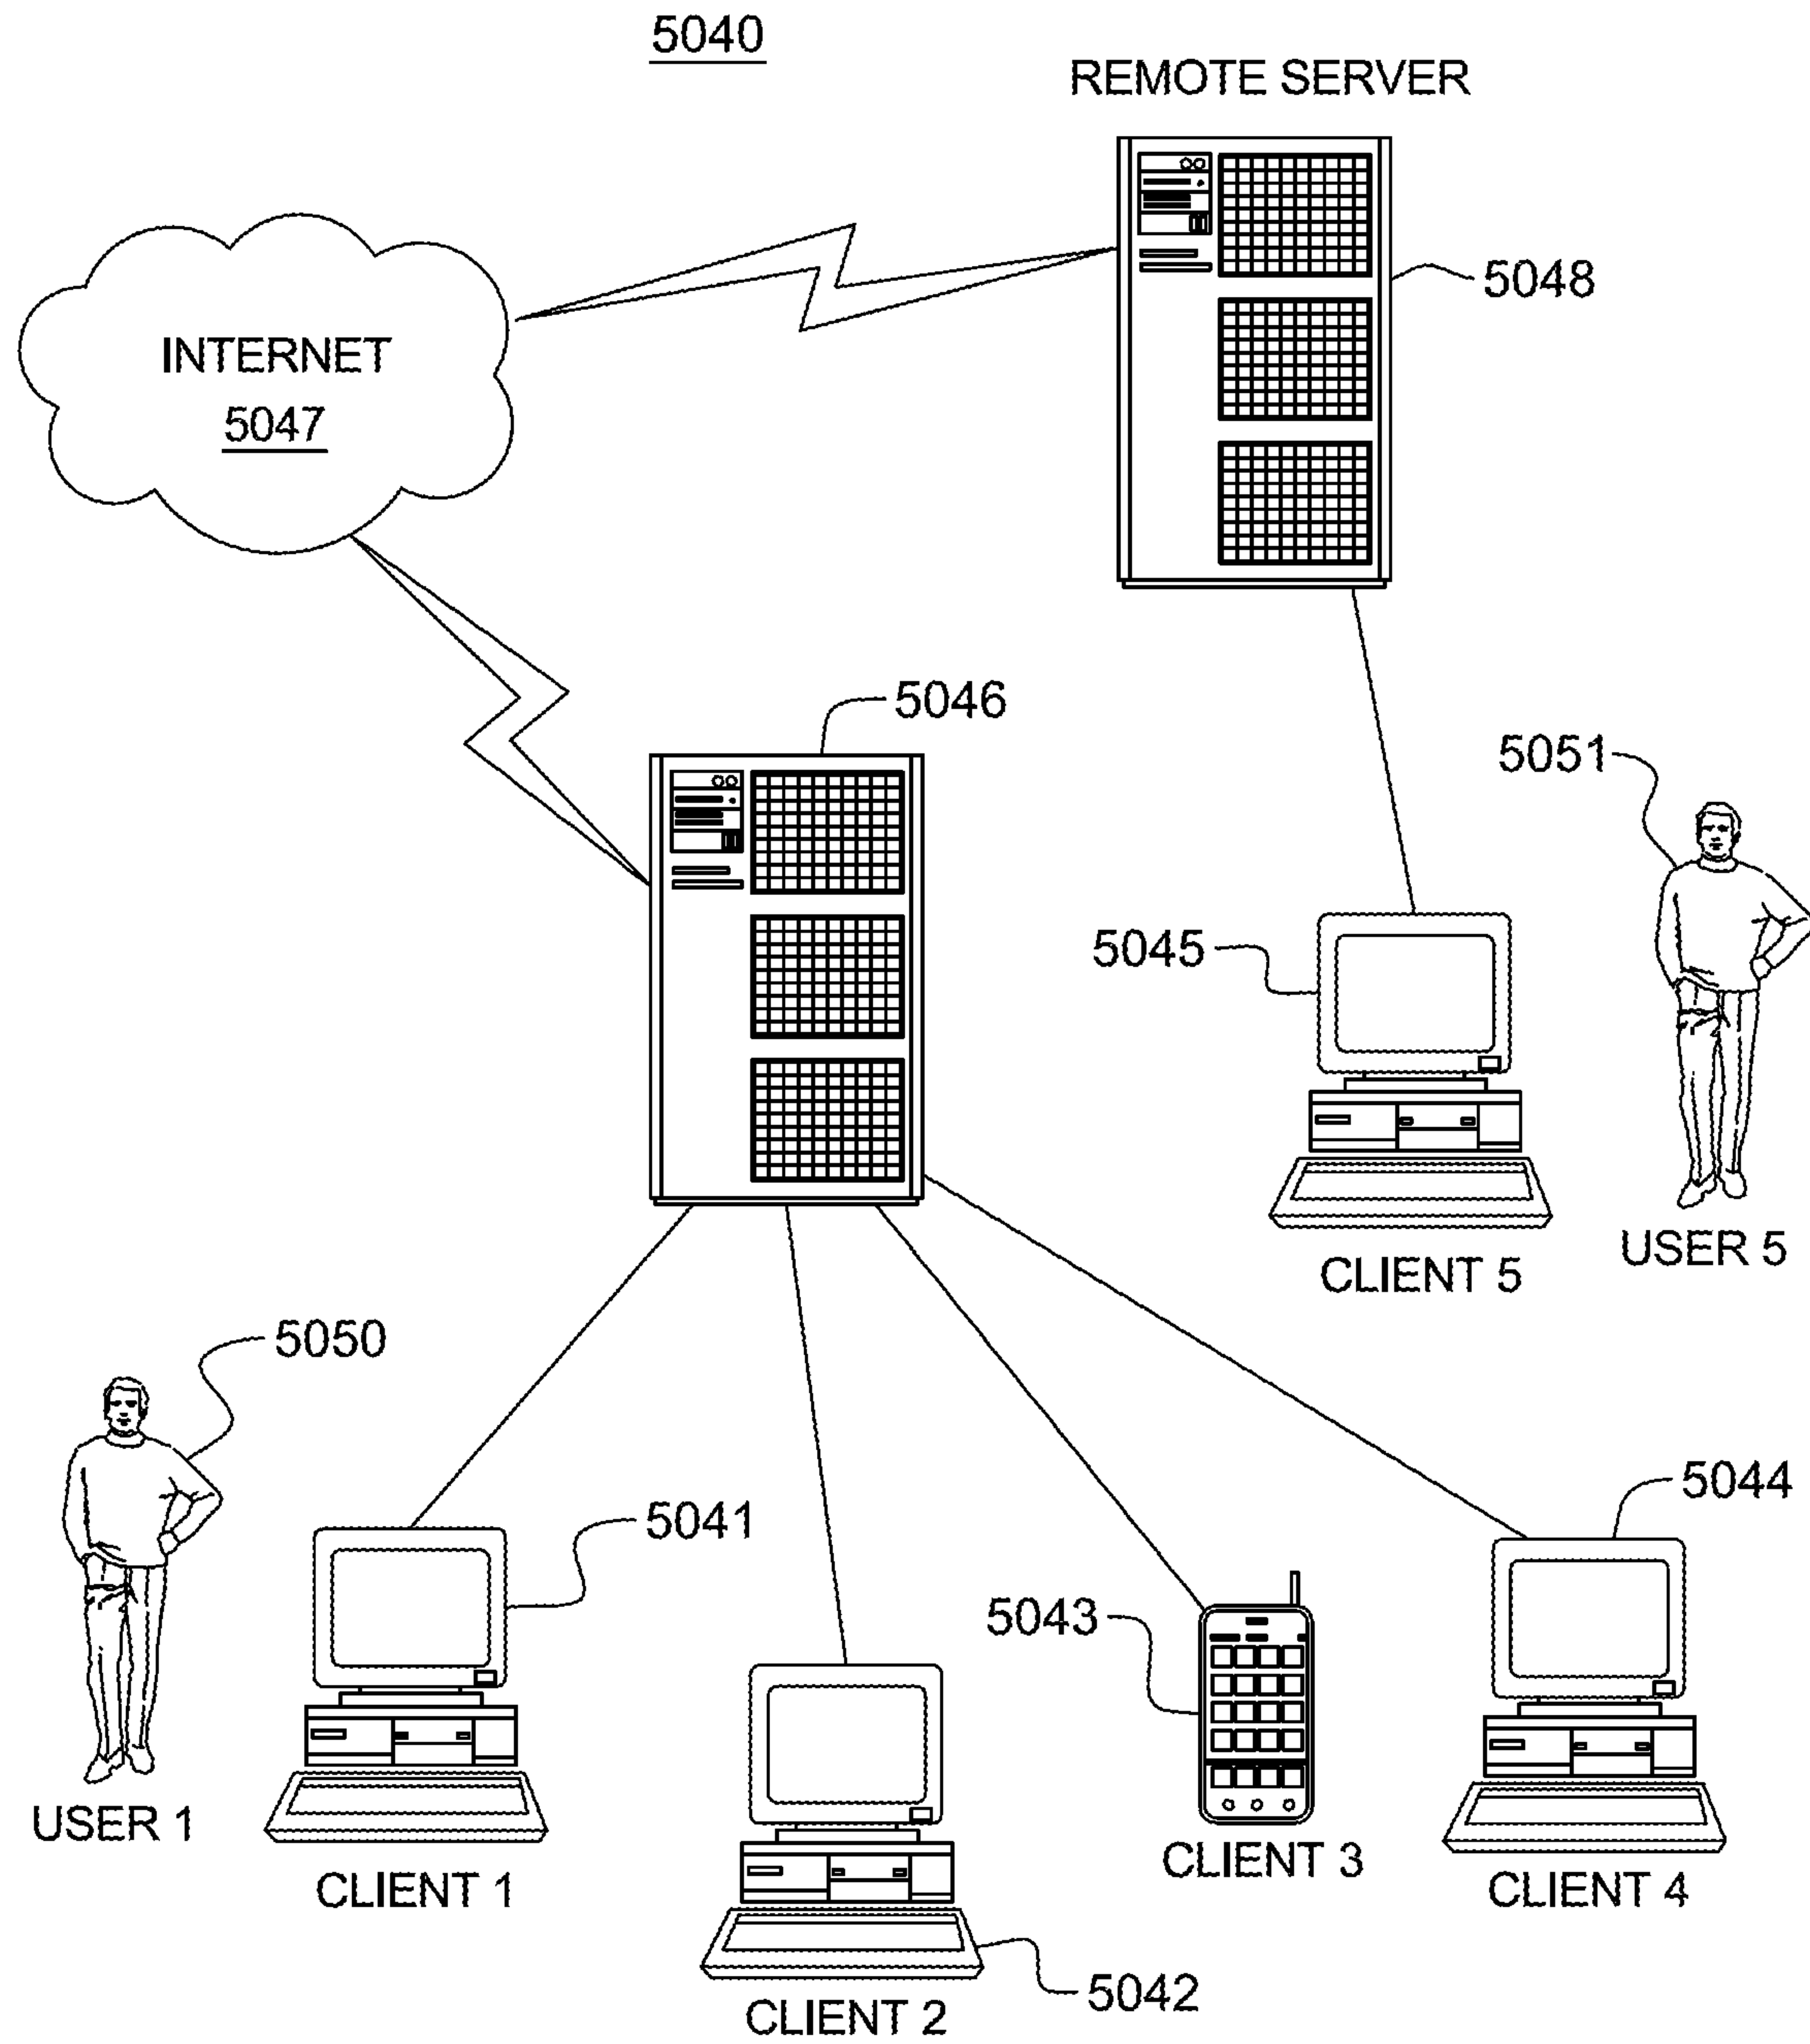 5040
REMOTE SERVER
5048
INTERNET
5047
5046
5051
5045
USER 5
CLIENT 5
5050
5044
5041
5043
USER 1
CLIENT 1
CLIENT 3
CLIENT 4
5042
CLIENT 2